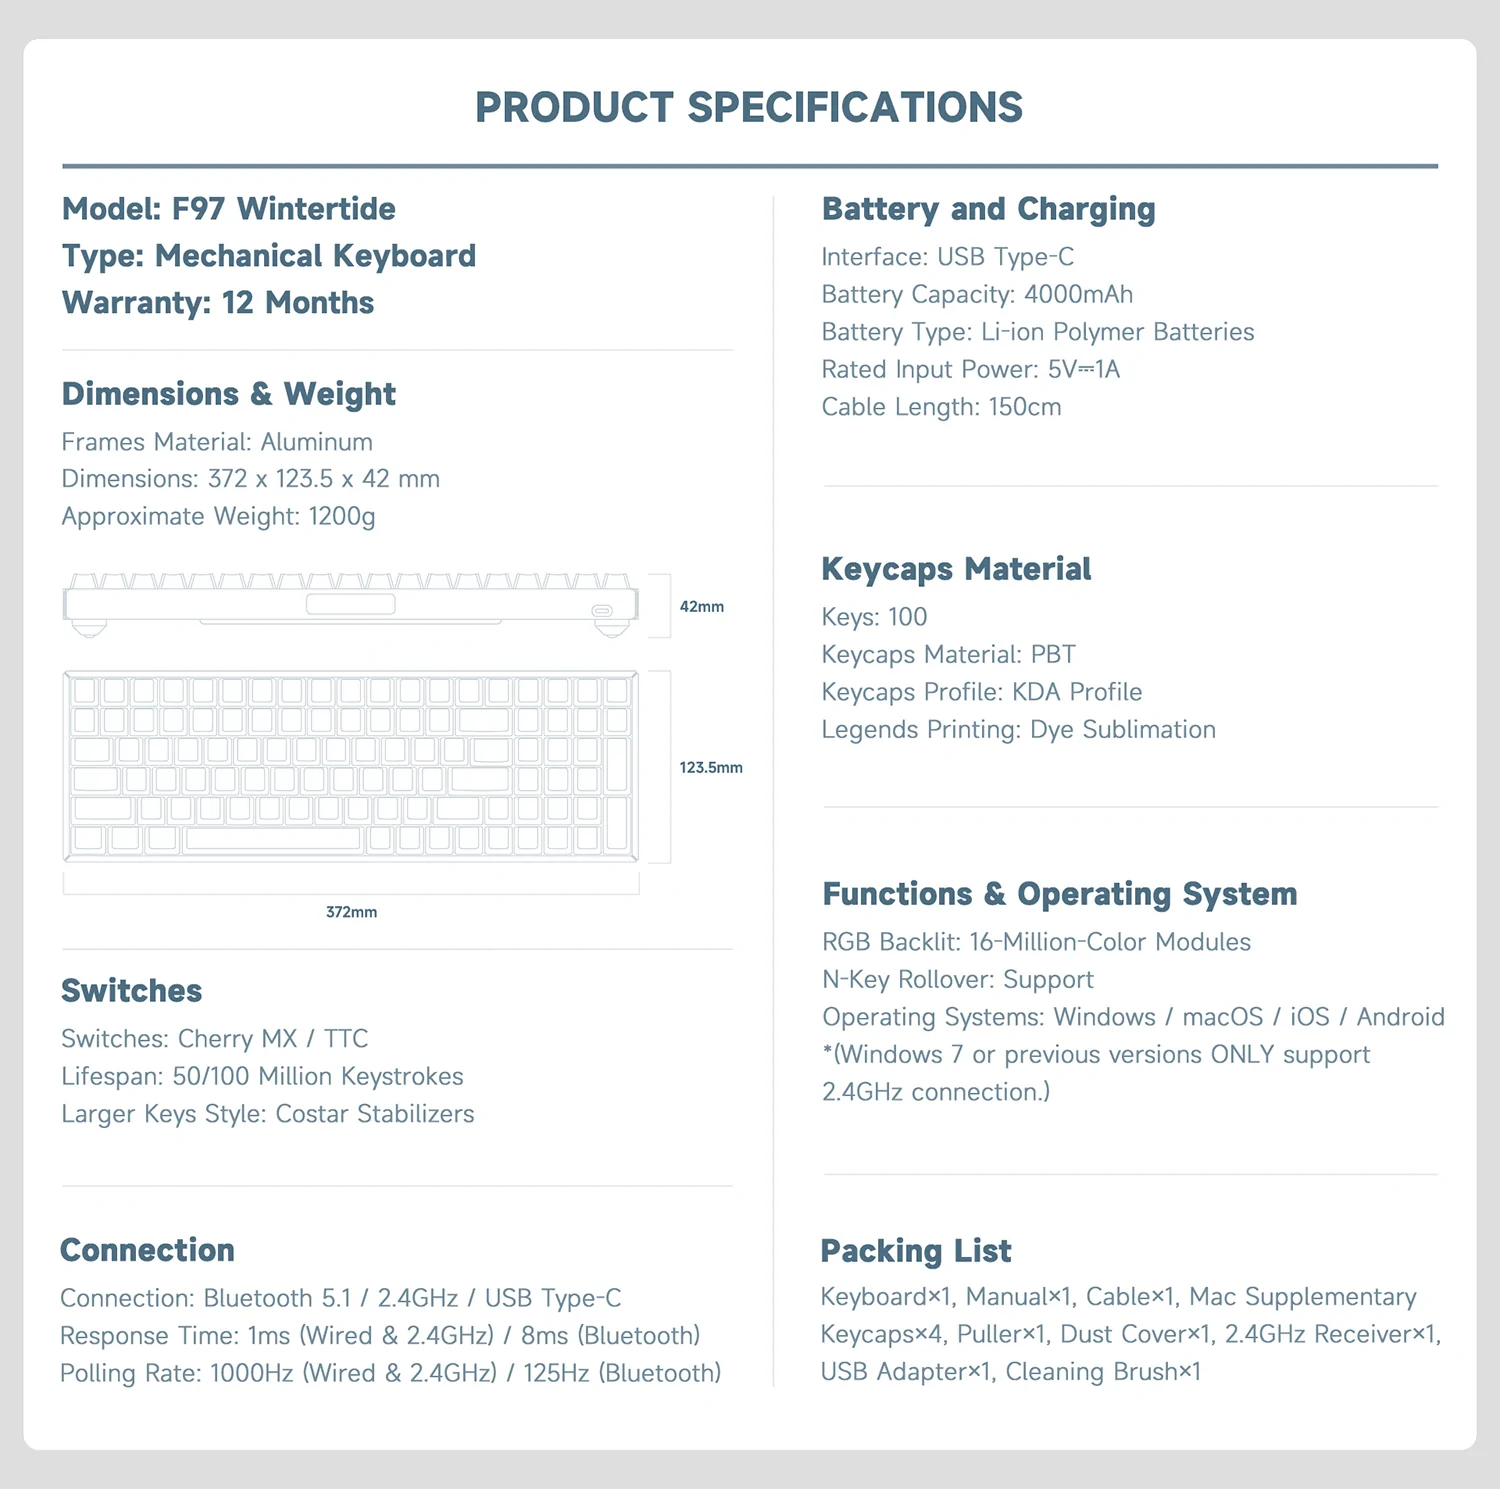 PRODUCT SPECIFICATIONS
Model: F97 Wintertide
Type: Mechanical Keyboard
Warranty: 12 Months
Dimensions & Weight
Frames Material: Aluminum
Dimensions: 372 x 123.5 x 42 mm
Approximate Weight: 1200g
42mm
123.5mm
372mm
Switches
Switches: Cherry MX / TTC
Lifespan: 50/100 Million Keystrokes
Larger Keys Style: Costar Stabilizers
Connection
Connection: Bluetooth 5.1 / 2.4GHz / USB Type-C
Response Time: 1ms (Wired & 2.4GHz) / 8ms (Bluetooth)
Polling Rate: 1000Hz (Wired & 2.4GHz) / 125Hz (Bluetooth)
Battery and Charging
Interface: USB Type-C
Battery Capacity: 4000mAh
Battery Type: Li-ion Polymer Batteries
Rated Input Power: 5V⎓1A
Cable Length: 150cm
Keycaps Material
Keys: 100
Keycaps Material: PBT
Keycaps Profile: KDA Profile
Legends Printing: Dye Sublimation
Functions & Operating System
RGB Backlit: 16-Million-Color Modules
N-Key Rollover: Support
Operating Systems: Windows / macOS / iOS / Android
*(Windows 7 or previous versions ONLY support
2.4GHz connection.)
Packing List
Keyboard×1, Manual×1, Cable×1, Mac Supplementary
Keycaps×4, Puller×1, Dust Cover×1, 2.4GHz Receiver×1,
USB Adapter×1, Cleaning Brush×1